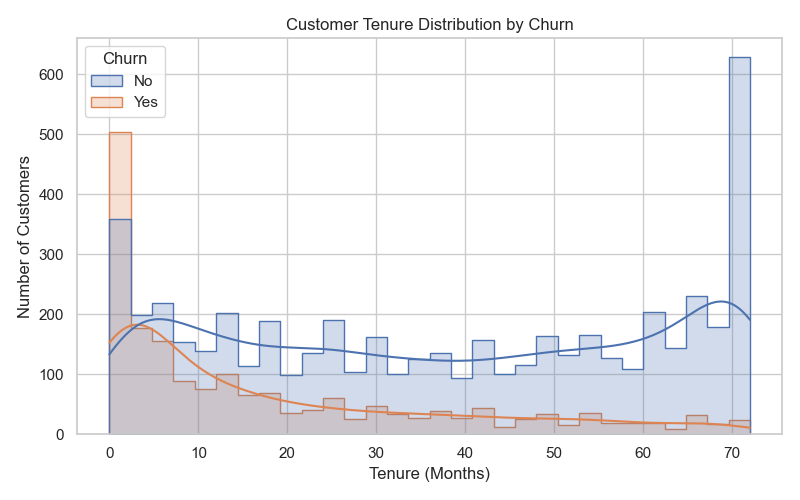 Customer Tenure Distribution by Churn
Churn
No
Yes
Number of Customers
600
500
400
300
200
100
0
0 10 20 30 40 50 60 70
Tenure (Months)